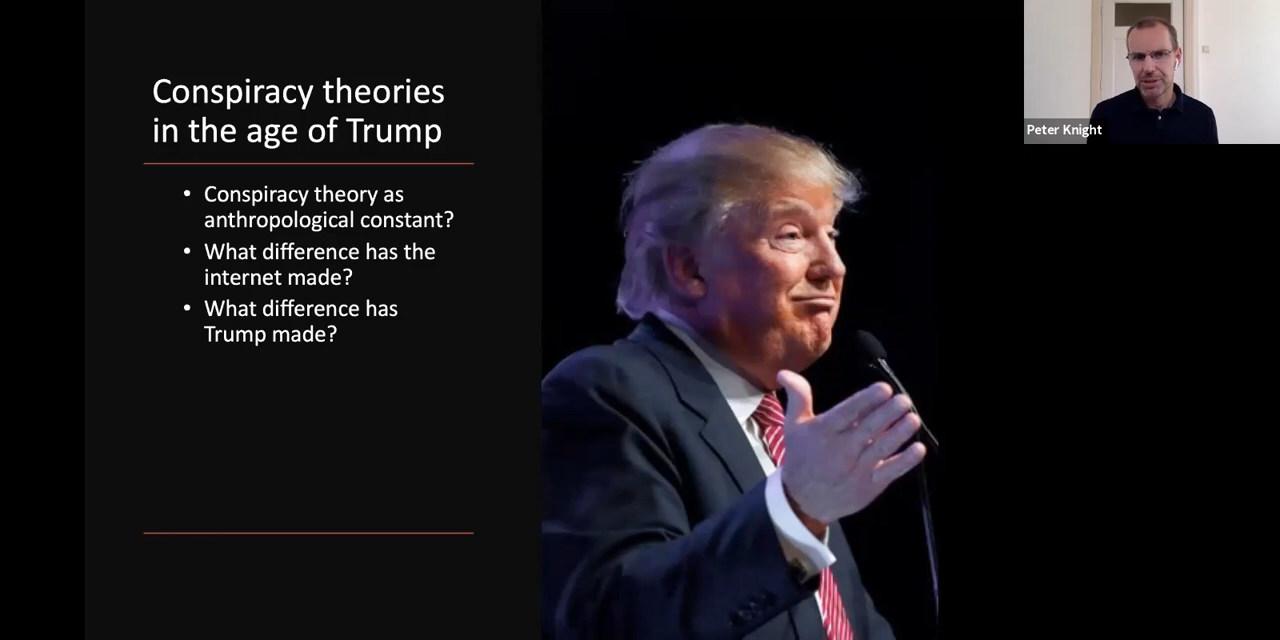 Conspiracy theories
in the age of Trump
• Conspiracy theory as
anthropological constant?
• What difference has the
internet made?
• What difference has
Trump made?
Peter Knight